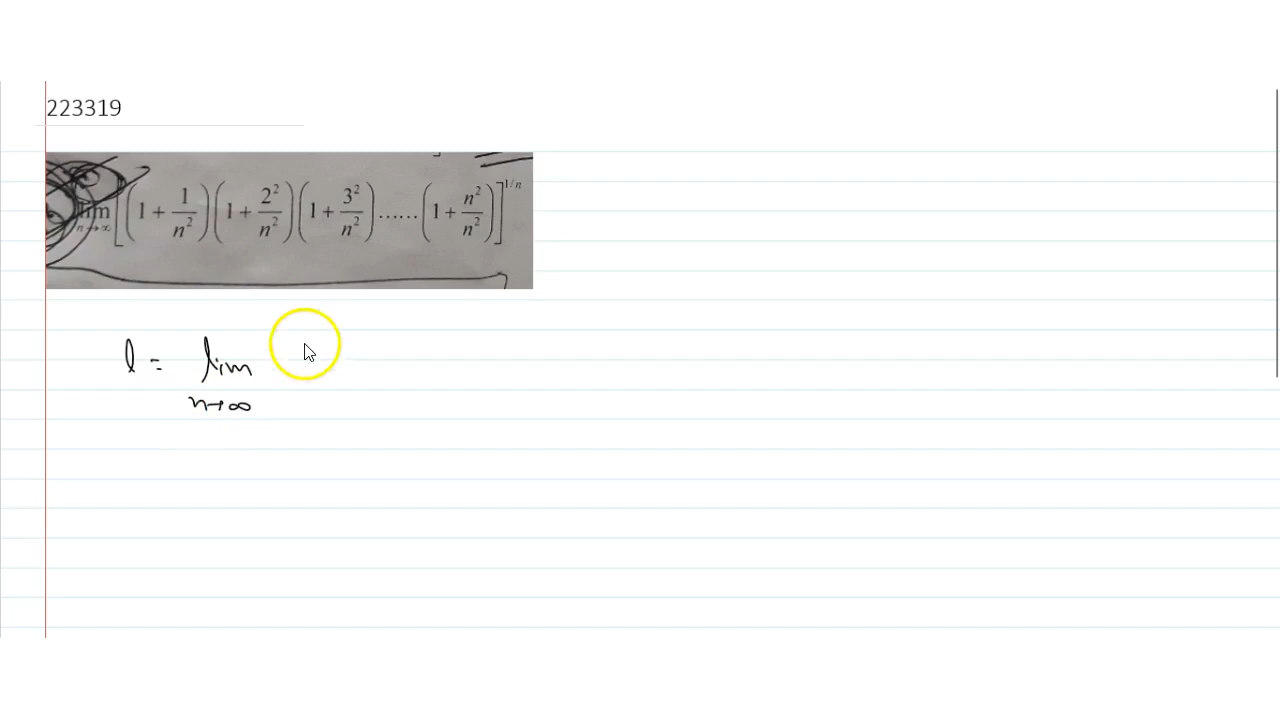 223319
lim n→∞ [(1 + 1/n²)(1 + 2²/n²)(1 + 3²/n²)......(1 + n²/n²)]^1/n
l = lim
n→∞